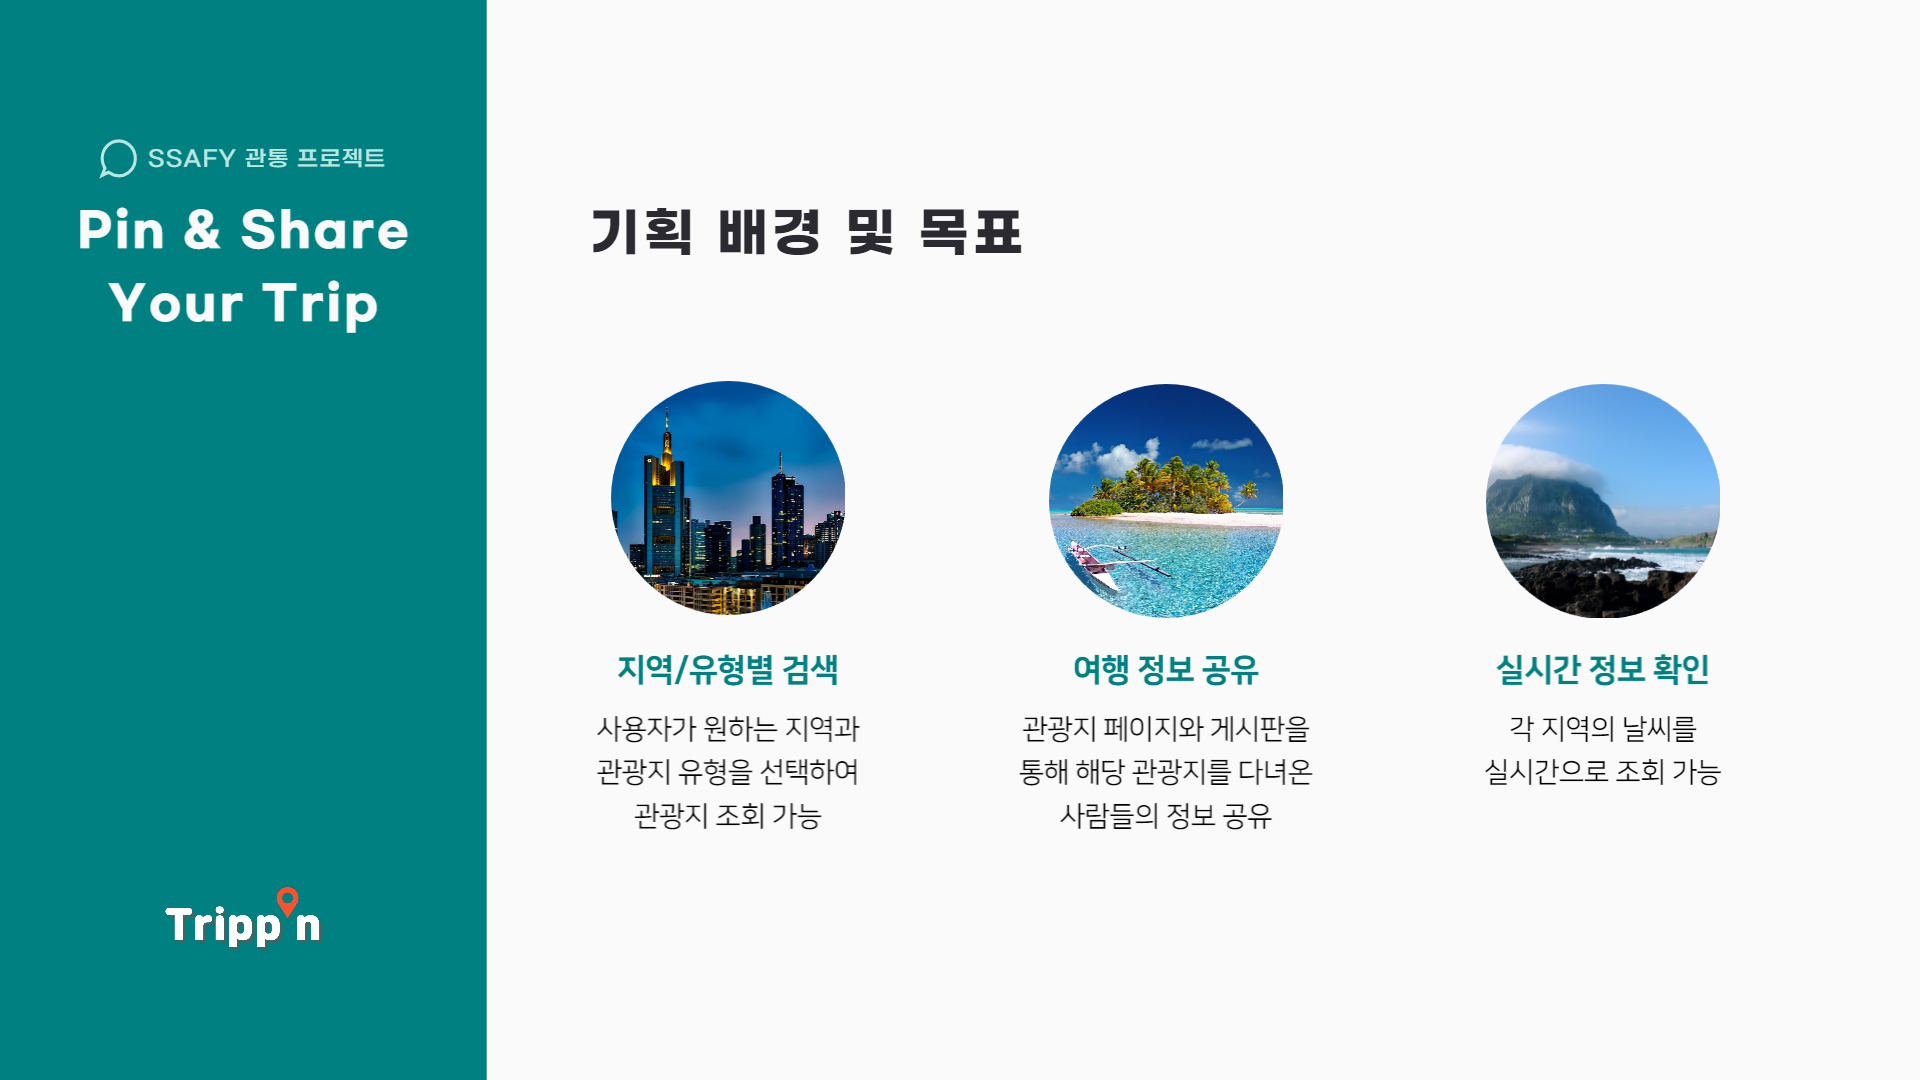 SSAFY 관통 프로젝트
Pin & Share
Your Trip
Trippin
기획 배경 및 목표
지역/유형별 검색
사용자가 원하는 지역과
관광지 유형을 선택하여
관광지 조회 가능
여행 정보 공유
관광지 페이지와 게시판을
통해 해당 관광지를 다녀온
사람들의 정보 공유
실시간 정보 확인
각 지역의 날씨를
실시간으로 조회 가능